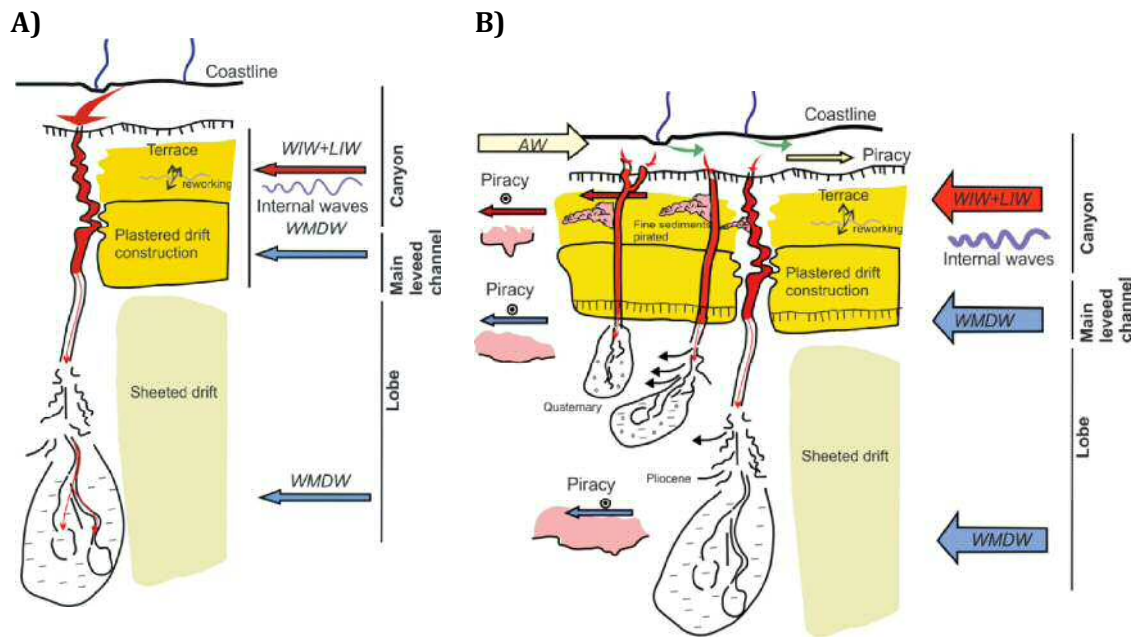 A)
Coastline
Terrace
reworking
Plastered drift
construction
Sheeted drift
WIW+LIW
Internal waves
WMDW
WMDW
Canyon
Main
leveed
channel
Lobe
B)
Coastline
AW
Piracy
Piracy
Terrace
reworking
Fine sediments
pirated
Plastered drift
construction
Piracy
Quaternary
Pliocene
Sheeted drift
Piracy
WIW+LIW
Internal waves
WMDW
WMDW
Canyon
Main
leveed
channel
Lobe